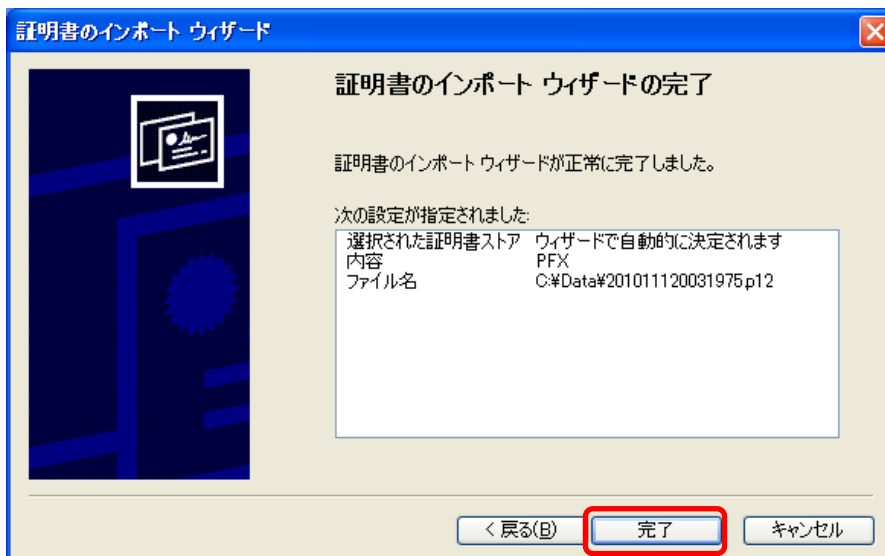 証明書のインポート ウィザード
証明書のインポート ウィザードの完了
証明書のインポート ウィザードが正常に完了しました。
次の設定が指定されました:
選択された証明書ストア ウィザードで自動的に決定されます
内容 PFX
ファイル名 C:¥Data¥201011120031975.p12
< 戻る(B) 完了 キャンセル